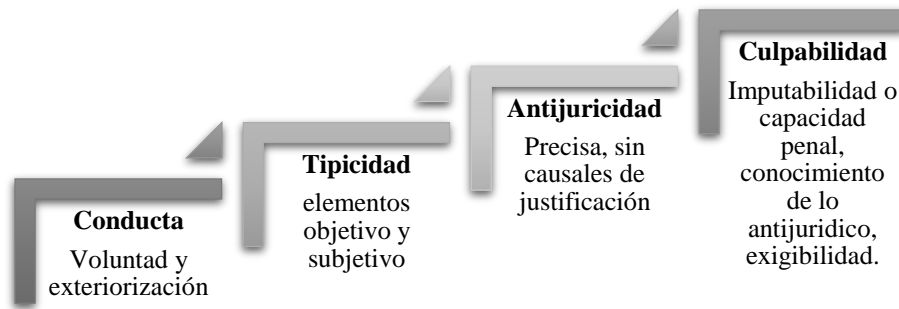 Conducta
Voluntad y
exteriorización
Tipicidad
elementos
objetivo y
subjetivo
Antijuricidad
Precisa, sin
causales de
justificación
Culpabilidad
Imputabilidad o
capacidad
penal,
conocimiento
de lo
antijuridico,
exigibilidad.